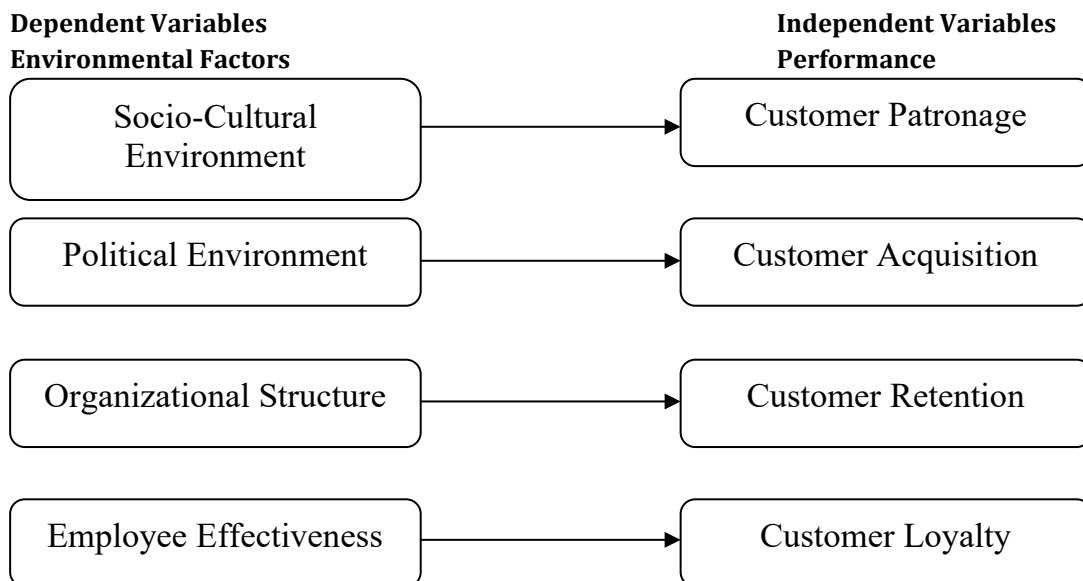 Dependent Variables
Environmental Factors
Independent Variables
Performance
Socio-Cultural
Environment
Customer Patronage
Political Environment
Customer Acquisition
Organizational Structure
Customer Retention
Employee Effectiveness
Customer Loyalty